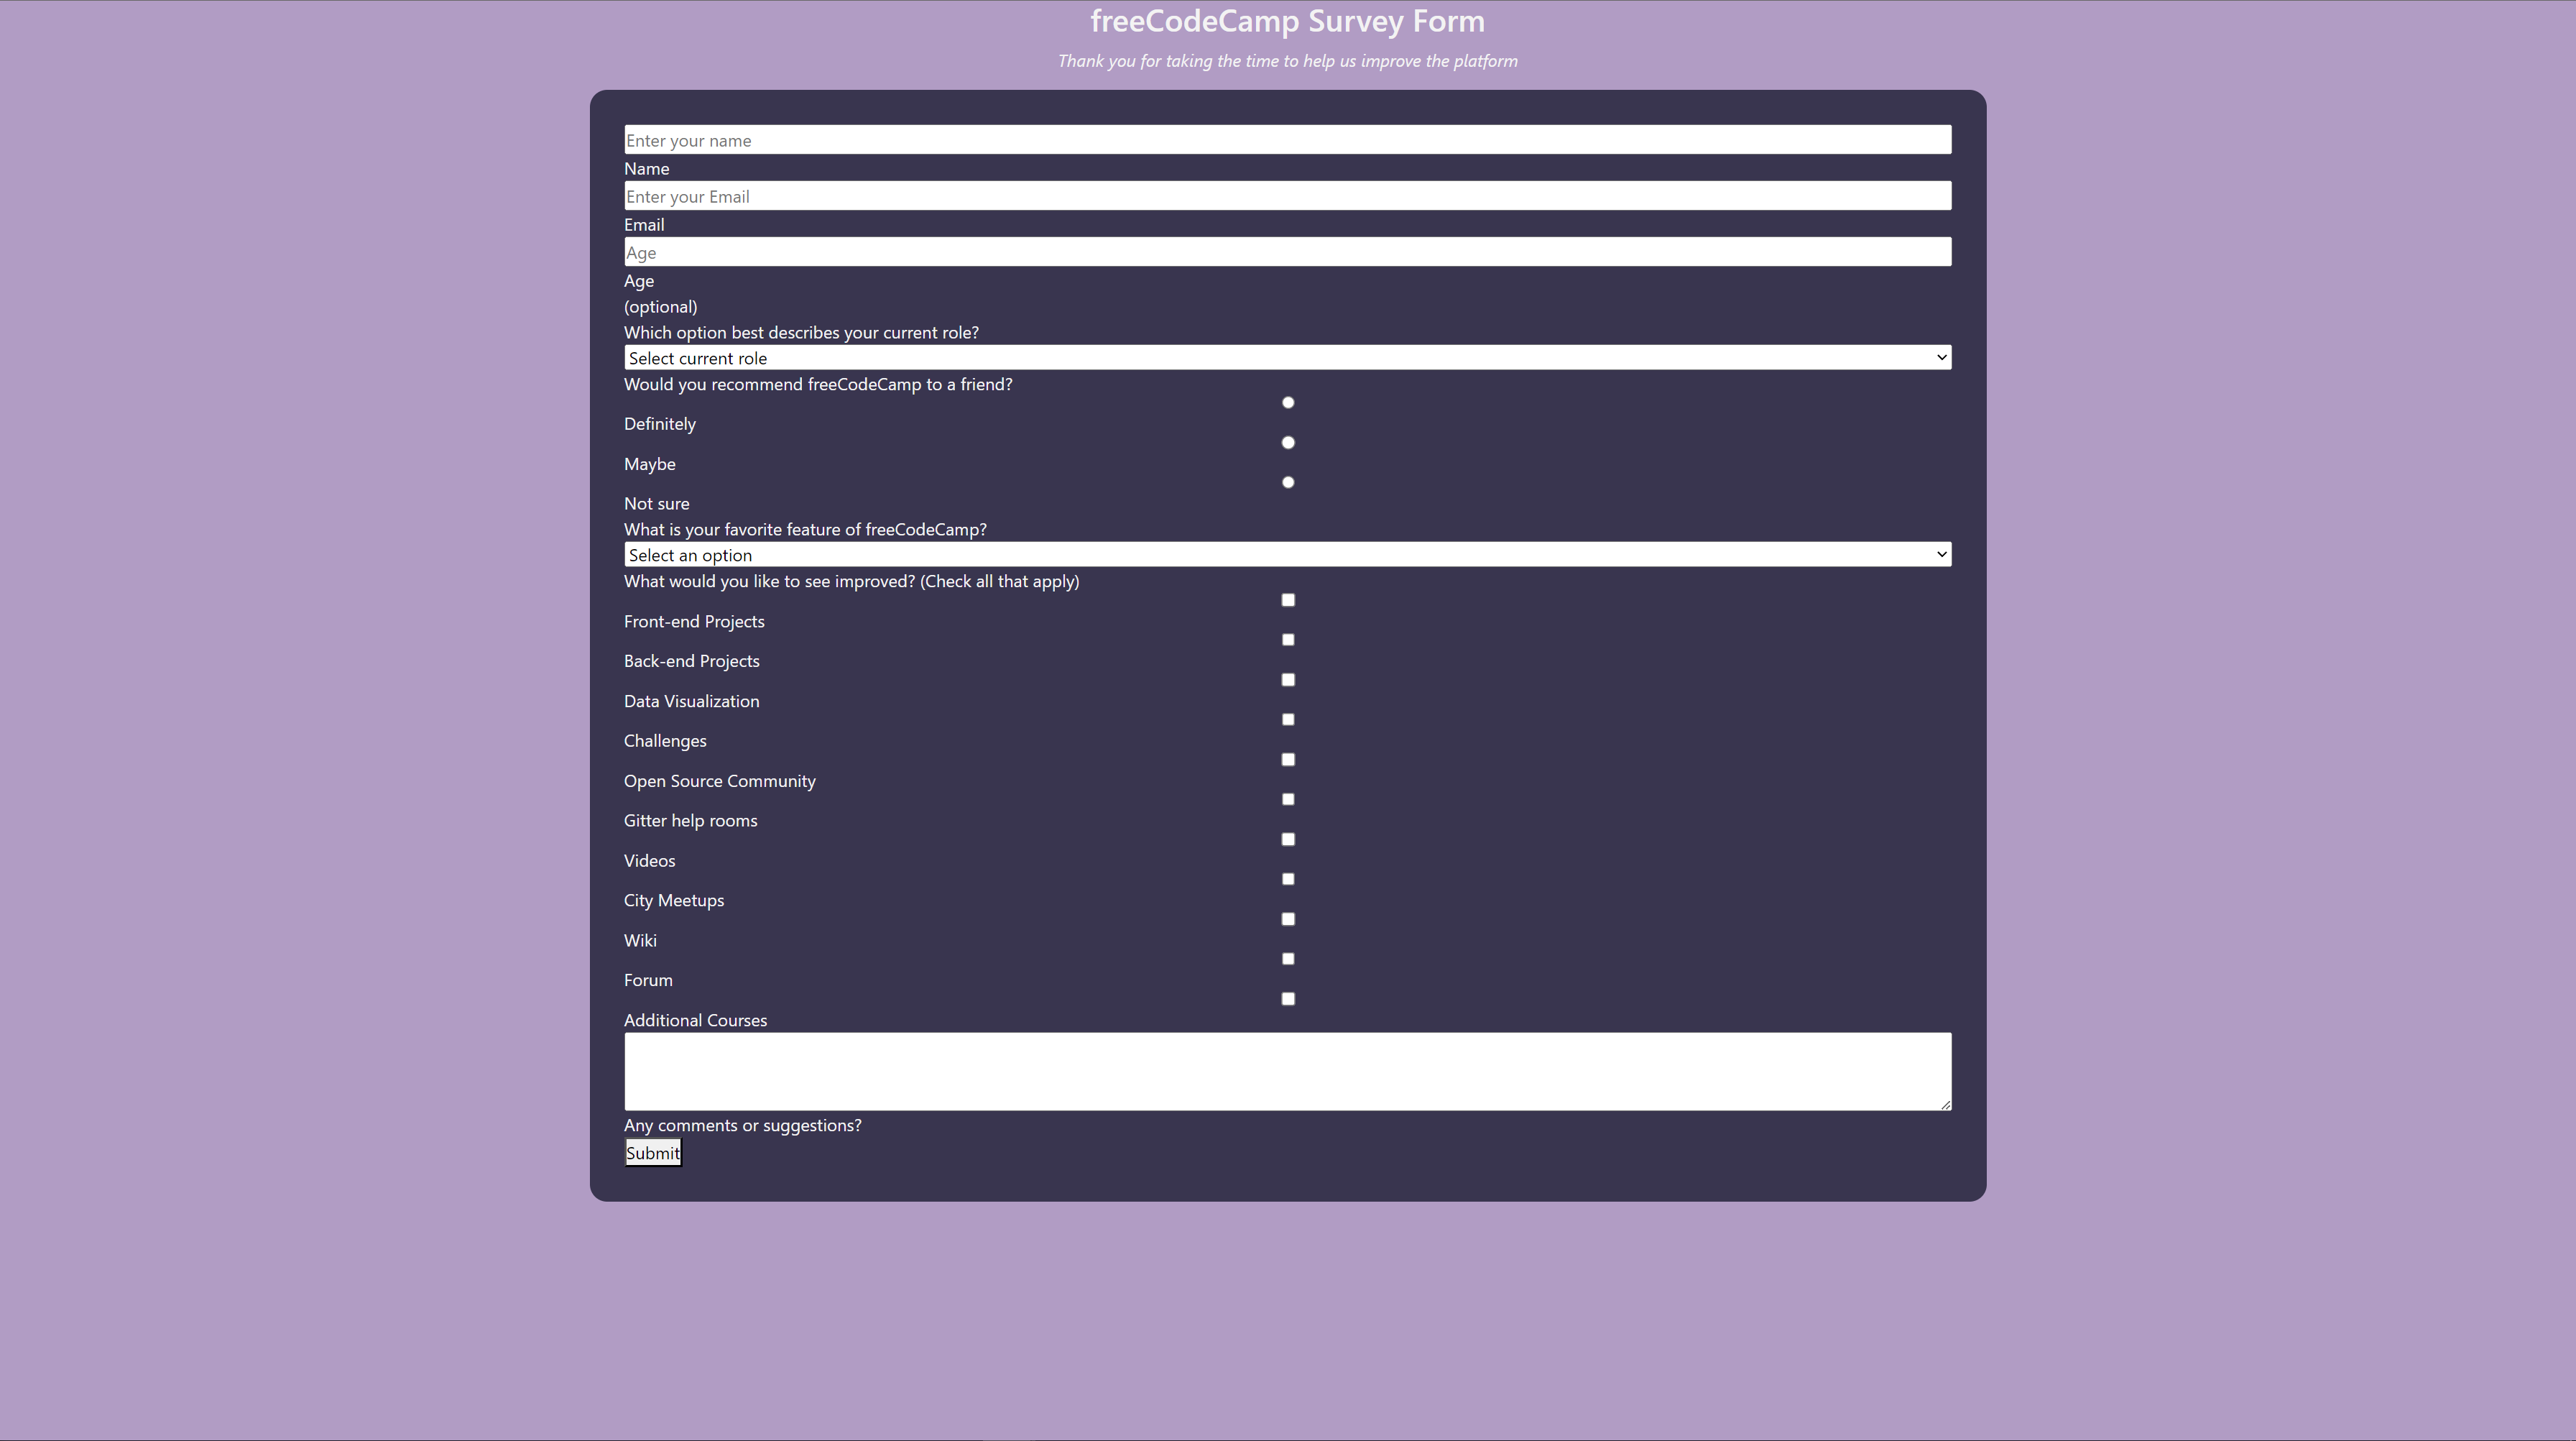 freeCodeCamp Survey Form
Thank you for taking the time to help us improve the platform
Enter your name
Name
Enter your Email
Email
Age
Age
(optional)
Which option best describes your current role?
Select current role
Would you recommend freeCodeCamp to a friend?
Definitely
Maybe
Not sure
What is your favorite feature of freeCodeCamp?
Select an option
What would you like to see improved? (Check all that apply)
Front-end Projects
Back-end Projects
Data Visualization
Challenges
Open Source Community
Gitter help rooms
Videos
City Meetups
Wiki
Forum
Additional Courses
Any comments or suggestions?
Submit